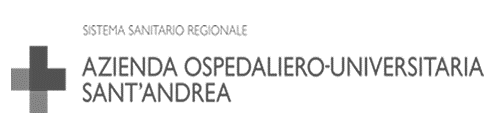 SISTEMA SANITARIO REGIONALE
AZIENDA OSPEDALIERO-UNIVERSITARIA
SANT'ANDREA